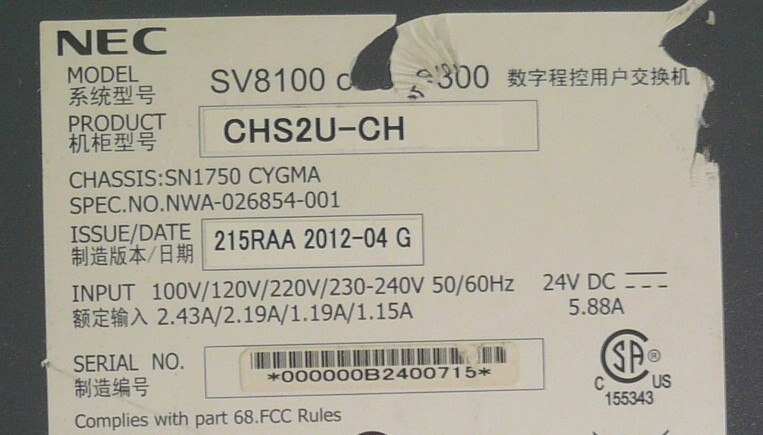 NEC
MODEL SV8100 300 数字程控用户交换机
系统型号
PRODUCT CHS2U-CH
机柜型号
CHASSIS:SN1750 CYGMA
SPEC.NO.NWA-026854-001
ISSUE/DATE 215RAA 2012-04 G
制造版本/日期
INPUT 100V/120V/220V/230-240V 50/60Hz 24V DC
额定输入 2.43A/2.19A/1.19A/1.15A 5.88A
SERIAL NO. *000000B2400715*
制造编号
SA ®
C US
155343
Complies with part 68.FCC Rules